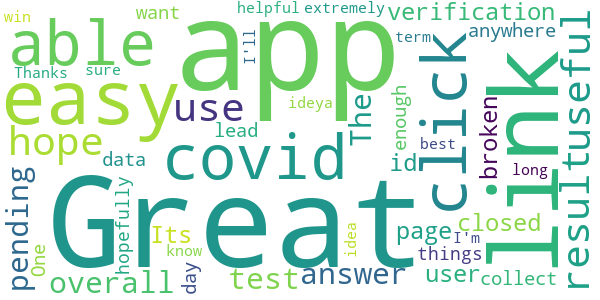 win
want
helpful
extremely
verification
able
app
Thanks
sure
I'll
term
anywhere
easy
use
ideya
The
enough
click
link
useful
hope
lead
covid
best
broken
data
id
long
result
pending
Great
hopefully
Its
know
idea
page
closed
One
day
I'm
things
overall
test
answer
user
collect